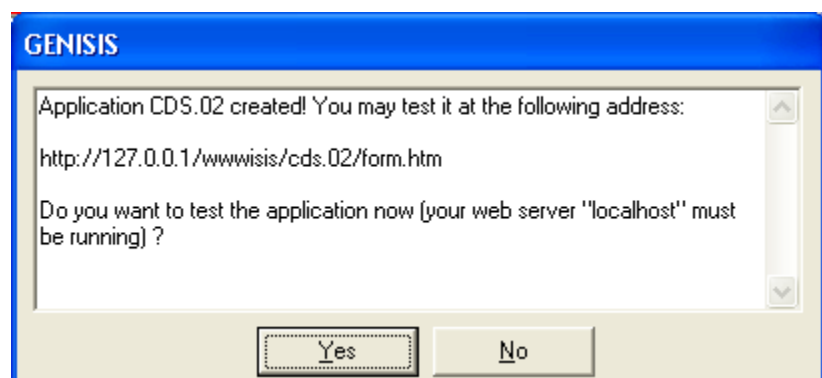 GENISIS
Application CDS.02 created! You may test it at the following address:
http://127.0.0.1/wwwisis/cds.02/form.htm
Do you want to test the application now (your web server "localhost" must
be running) ?
Yes
No